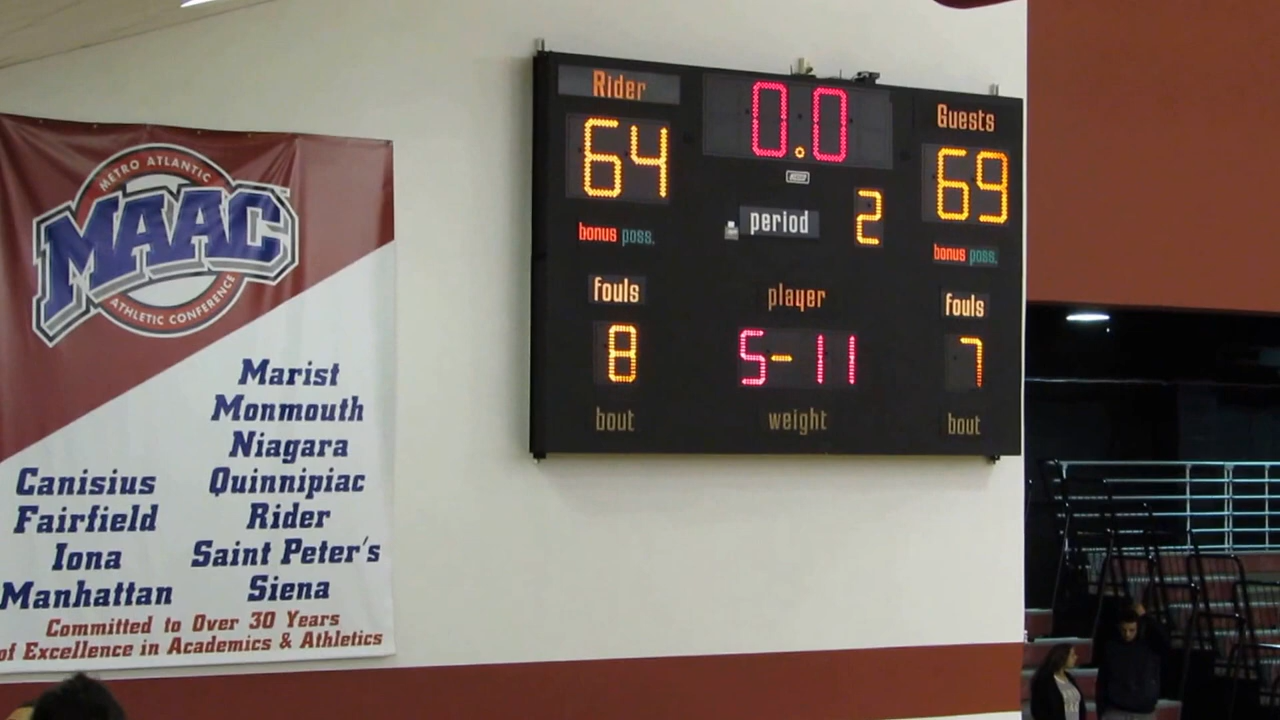 METRO ATLANTIC
MAAC
ATHLETIC CONFERENCE
Marist
Monmouth
Niagara
Canisius Quinnipiac
Fairfield Rider
Iona Saint Peter's
Manhattan Siena
Committed to Over 30 Years
of Excellence in Academics & Athletics
Rider 0.0 Guests
64 69
period 2
bonus poss. bonus poss.
fouls player fouls
8 5-11 7
bout weight bout